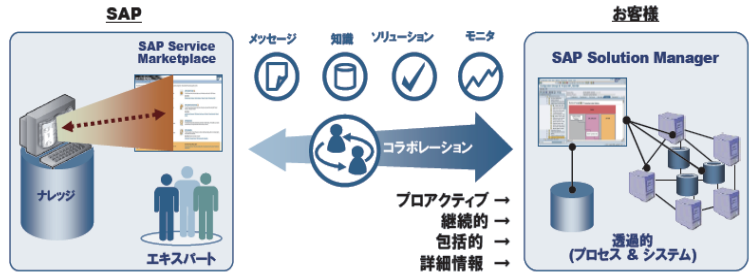 SAP
お客様
SAP Service
Marketplace
ナレッジ
エキスパート
メッセージ
知識
ソリューション
モニタ
コラボレーション
プロアクティブ →
継続的 →
包括的 →
詳細情報 →
SAP Solution Manager
透過的
(プロセス & システム)